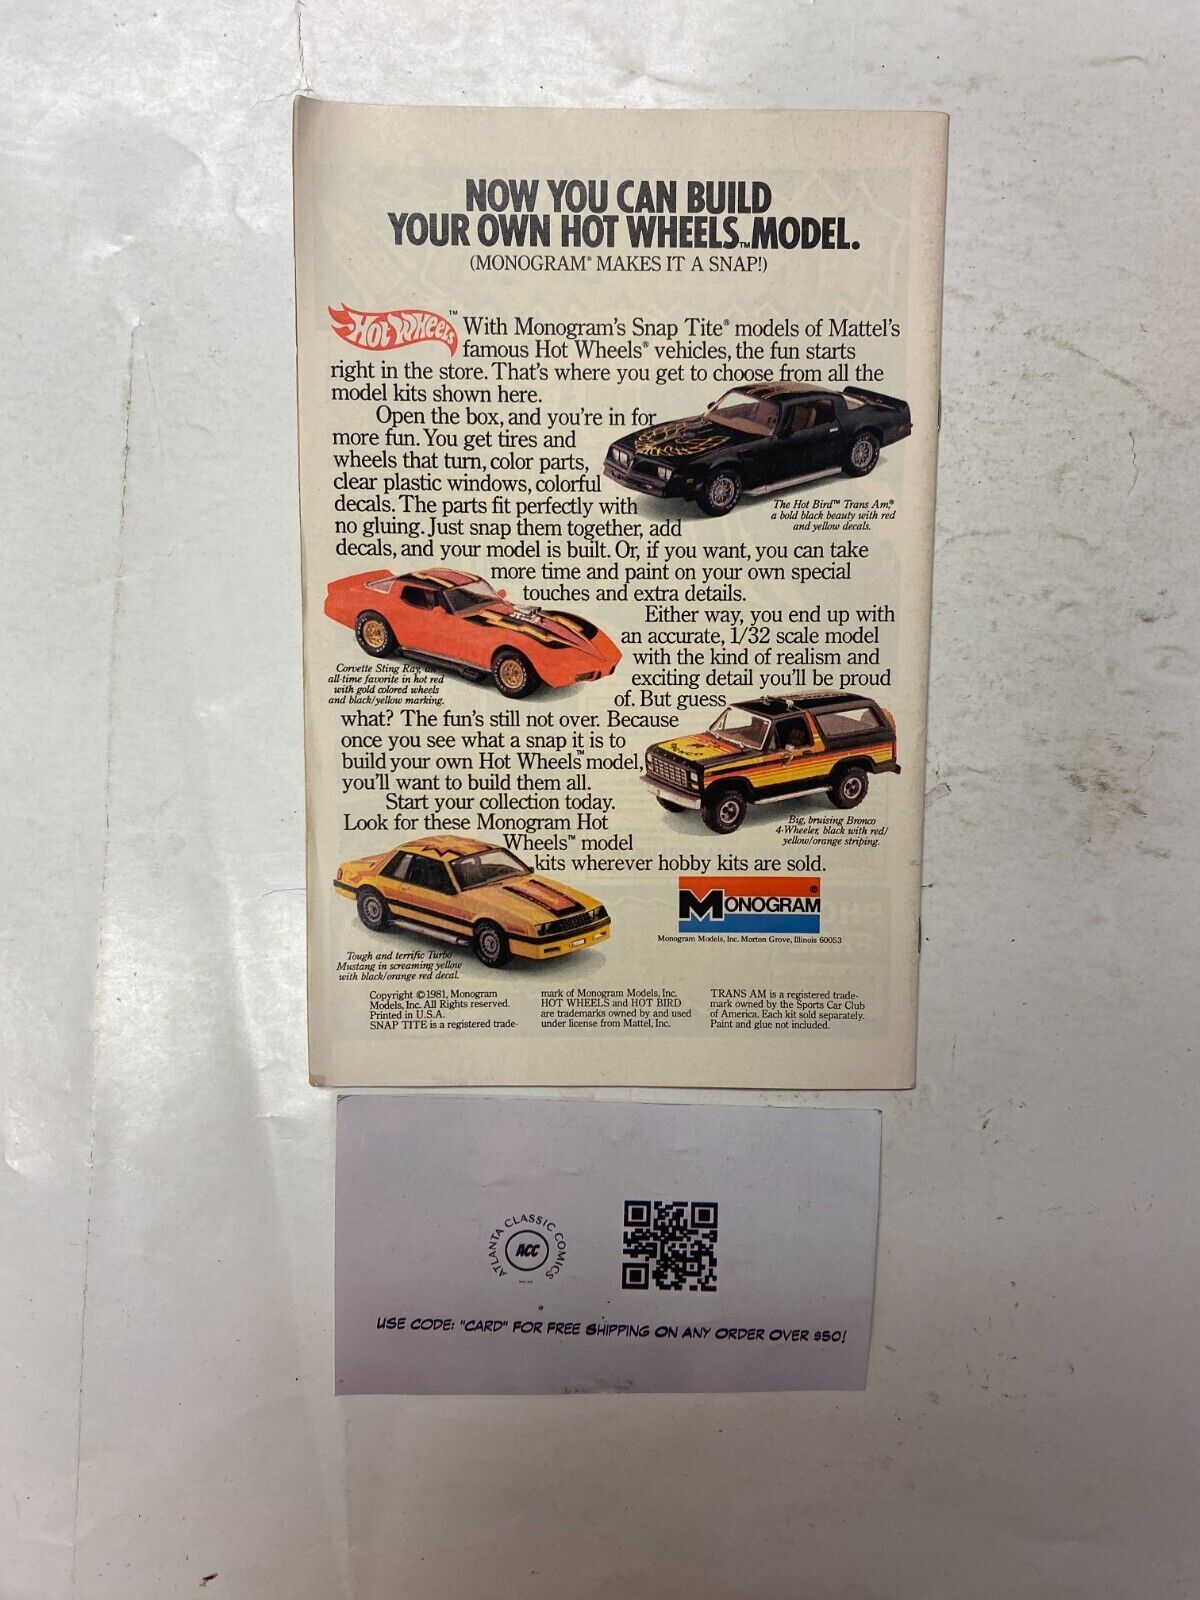 NOW YOU CAN BUILD
YOUR OWN HOT WHEELS™ MODEL.
(MONOGRAM® MAKES IT A SNAP!)
Hot Wheels™
With Monogram's Snap Tite® models of Mattel's
famous Hot Wheels® vehicles, the fun starts
right in the store. That's where you get to choose from all the
model kits shown here.
Open the box, and you're in for
more fun. You get tires and
wheels that turn, color parts,
clear plastic windows, colorful
decals. The parts fit perfectly with
no gluing. Just snap them together, add
decals, and your model is built. Or, if you want, you can take
more time and paint on your own special
touches and extra details.
The Hot Bird™ Trans Am,®
a bold black beauty with red
and yellow decals.
Either way, you end up with
an accurate, 1/32 scale model
with the kind of realism and
exciting detail you'll be proud
of. But guess
what? The fun's still not over. Because
once you see what a snap it is to
build your own Hot Wheels™ model,
you'll want to build them all.
Corvette Sting Ray, an
all-time favorite in hot red
with gold colored wheels
and black/yellow marking.
Start your collection today.
Look for these Monogram Hot
Wheels™ model
kits wherever hobby kits are sold.
BRONCO
Big, bruising Bronco
4-Wheeler, black with red/
yellow/orange striping.
Tough and terrific Turbo
Mustang in screaming yellow
with black/orange red decal.
MONOGRAM®
Monogram Models, Inc. Morton Grove, Illinois 60053
Copyright ©1981, Monogram
Models, Inc. All Rights reserved.
Printed in U.S.A.
SNAP TITE is a registered trade-
mark of Monogram Models, Inc.
HOT WHEELS and HOT BIRD
are trademarks owned by and used
under license from Mattel, Inc.
TRANS AM is a registered trade-
mark owned by the Sports Car Club
of America. Each kit sold separately.
Paint and glue not included.
ATLANTA CLASSIC COMICS
ACC
USE CODE: "CARD" FOR FREE SHIPPING ON ANY ORDER OVER $50!